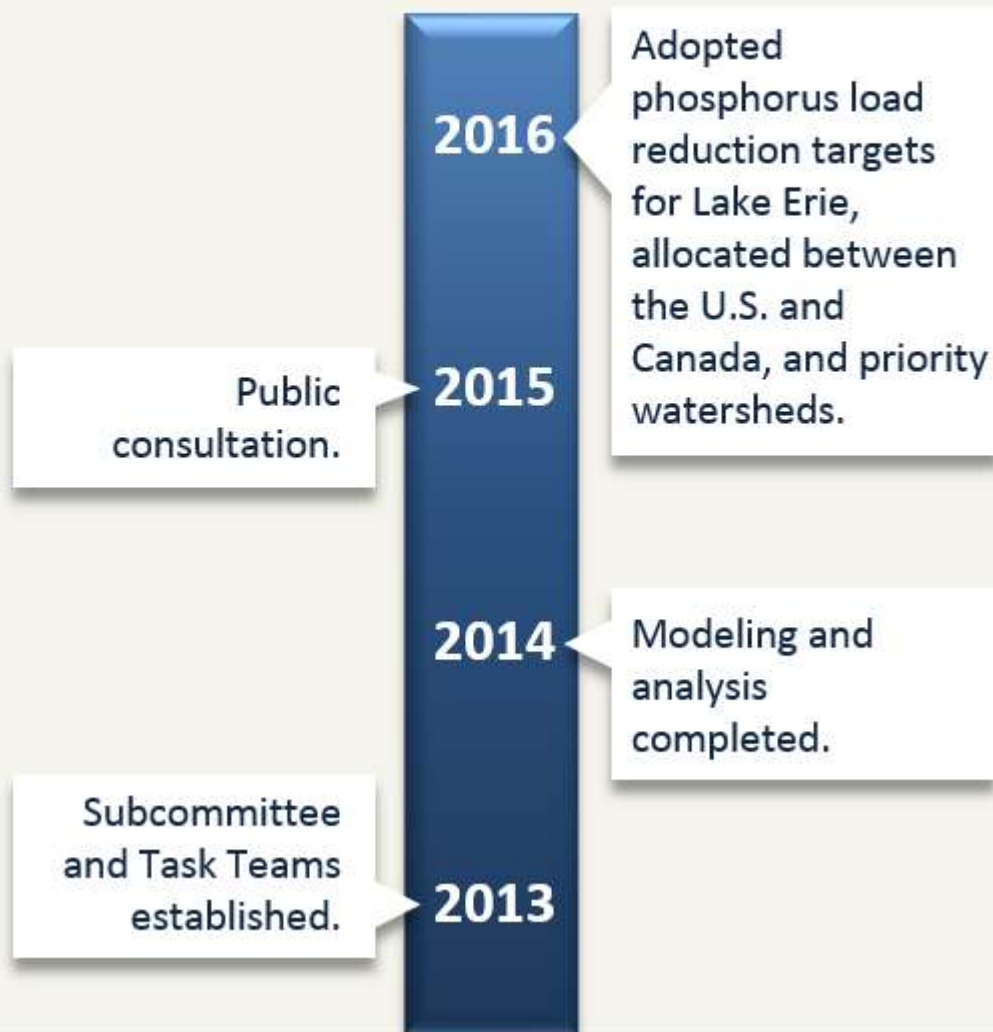 2016
Adopted
phosphorus load
reduction targets
for Lake Erie,
allocated between
the U.S. and
Canada, and priority
watersheds.
Public
consultation.
2015
2014
Modeling and
analysis
completed.
Subcommittee
and Task Teams
established.
2013